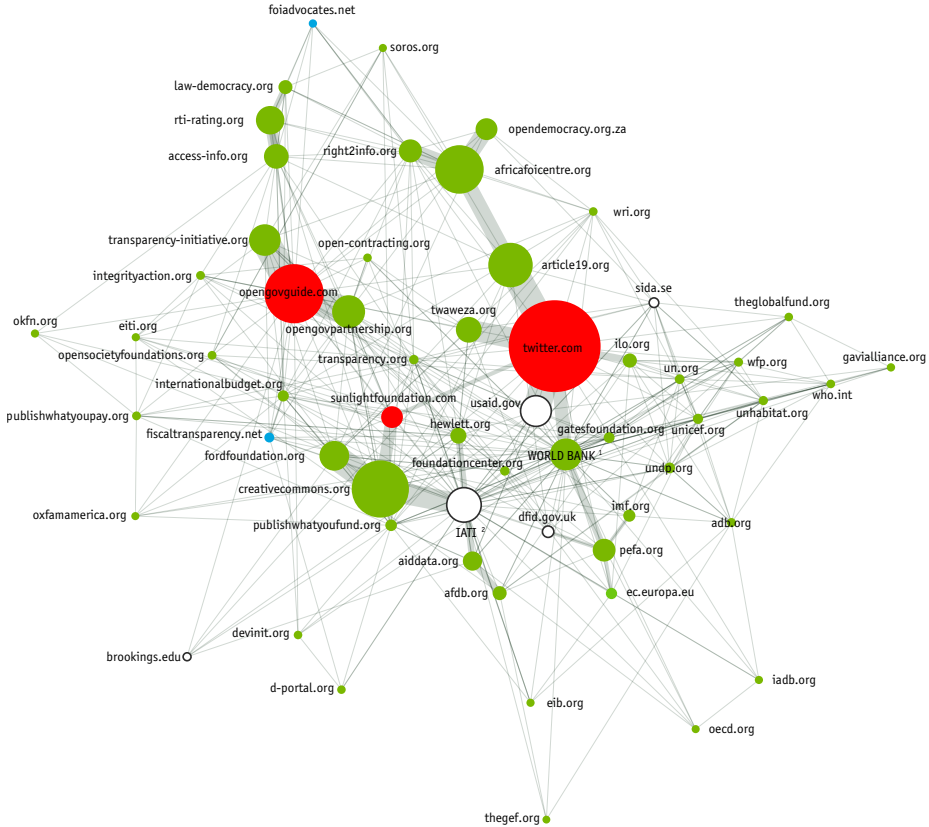 foiadvocates.net
soros.org
law-democracy.org
rti-rating.org
opendemocracy.org.za
access-info.org
right2info.org
africafoicentre.org
wri.org
transparency-initiative.org
open-contracting.org
article19.org
integrityaction.org
opengovguide.com
sida.se
theglobalfund.org
twaweza.org
okfn.org
eiti.org
opengovpartnership.org
twitter.com
ilo.org
opensocietyfoundations.org
transparency.org
un.org
wfp.org
gavialliance.org
internationalbudget.org
sunlightfoundation.com
usaid.gov
who.int
publishwhatyoupay.org
unhabitat.org
hewlett.org
gatesfoundation.org
unicef.org
fiscaltransparency.net
fordfoundation.org
foundationcenter.org
WORLD BANK 1
undp.org
creativecommons.org
imf.org
oxfamamerica.org
publishwhatyoufund.org
IATI 2
dfid.gov.uk
adb.org
aiddata.org
pefa.org
afdb.org
ec.europa.eu
devinit.org
brookings.edu
d-portal.org
iadb.org
eib.org
oecd.org
thegef.org